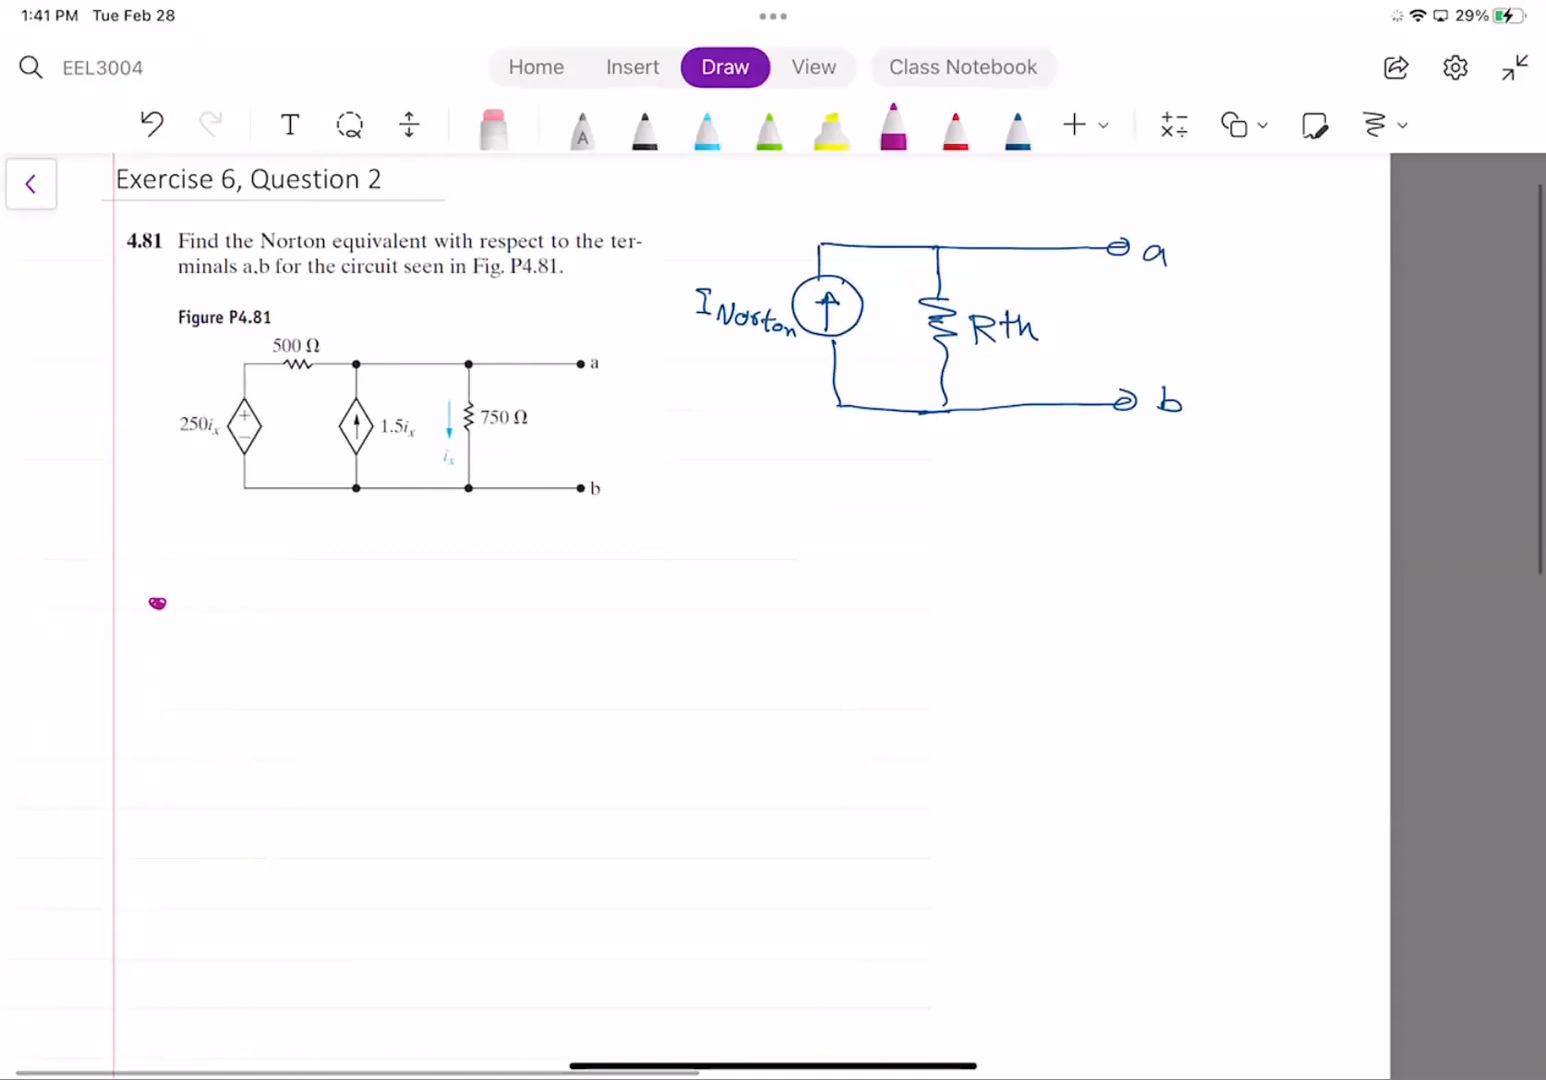 1:41 PM Tue Feb 28
29%
EEL3004
Home Insert Draw View Class Notebook
T A
Exercise 6, Question 2
4.81 Find the Norton equivalent with respect to the ter-
minals a,b for the circuit seen in Fig. P4.81.
Figure P4.81
500 Ω
a
250iₓ
+
−
1.5iₓ
iₓ
750 Ω
b
I Norton
Rth
a
b